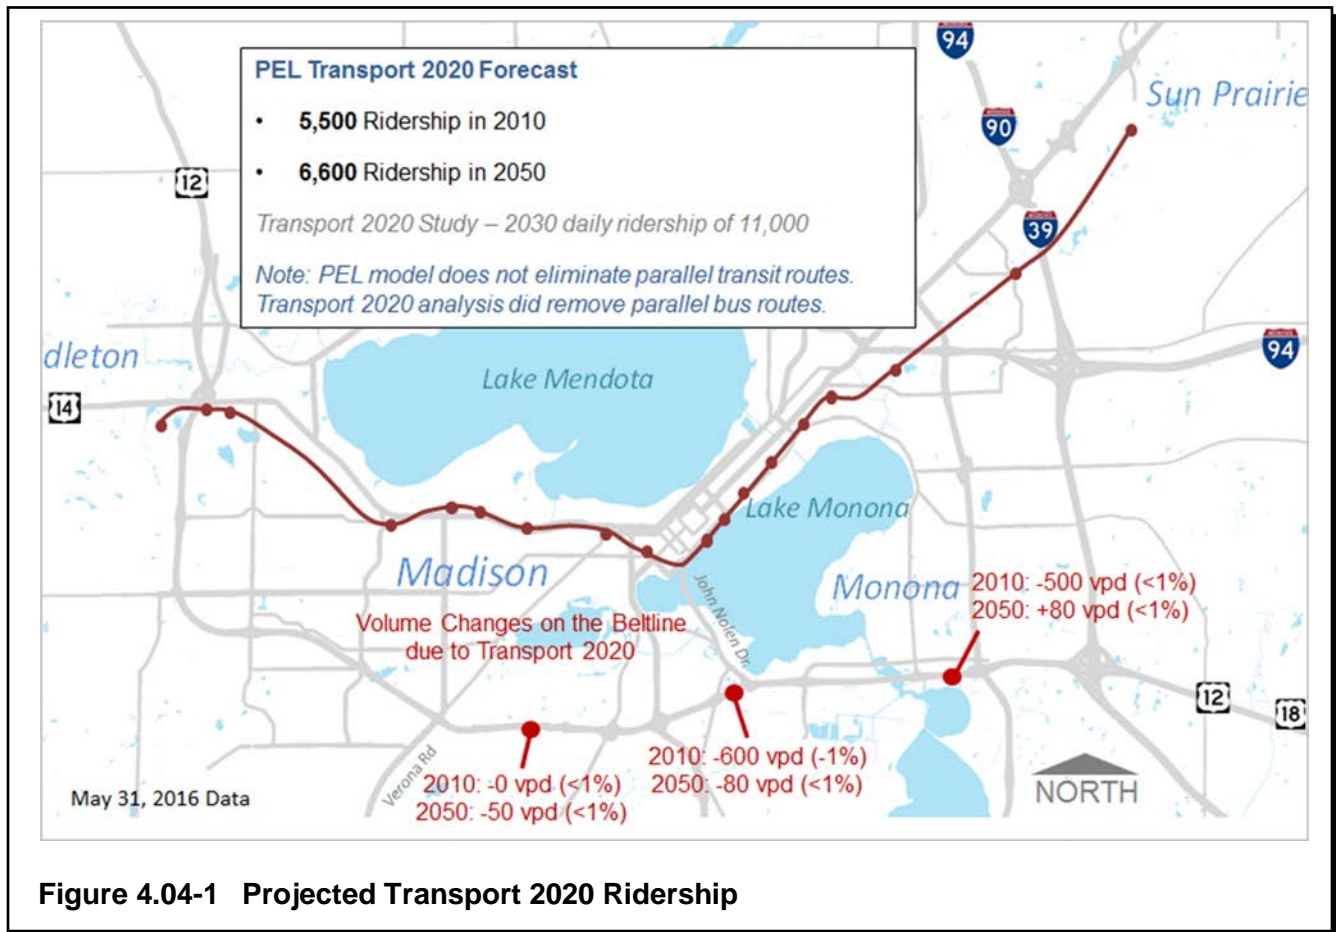 PEL Transport 2020 Forecast
• 5,500 Ridership in 2010
• 6,600 Ridership in 2050
Transport 2020 Study – 2030 daily ridership of 11,000
Note: PEL model does not eliminate parallel transit routes.
Transport 2020 analysis did remove parallel bus routes.
94
90
Sun Prairie
12
39
dleton
14
94
Lake Mendota
Lake Monona
Madison
Monona
John Nolen Dr.
2010: -500 vpd (<1%)
2050: +80 vpd (<1%)
Volume Changes on the Beltline
due to Transport 2020
12
18
2010: -600 vpd (-1%)
2050: -80 vpd (<1%)
2010: -0 vpd (<1%)
2050: -50 vpd (<1%)
Verona Rd
NORTH
May 31, 2016 Data
Figure 4.04-1 Projected Transport 2020 Ridership